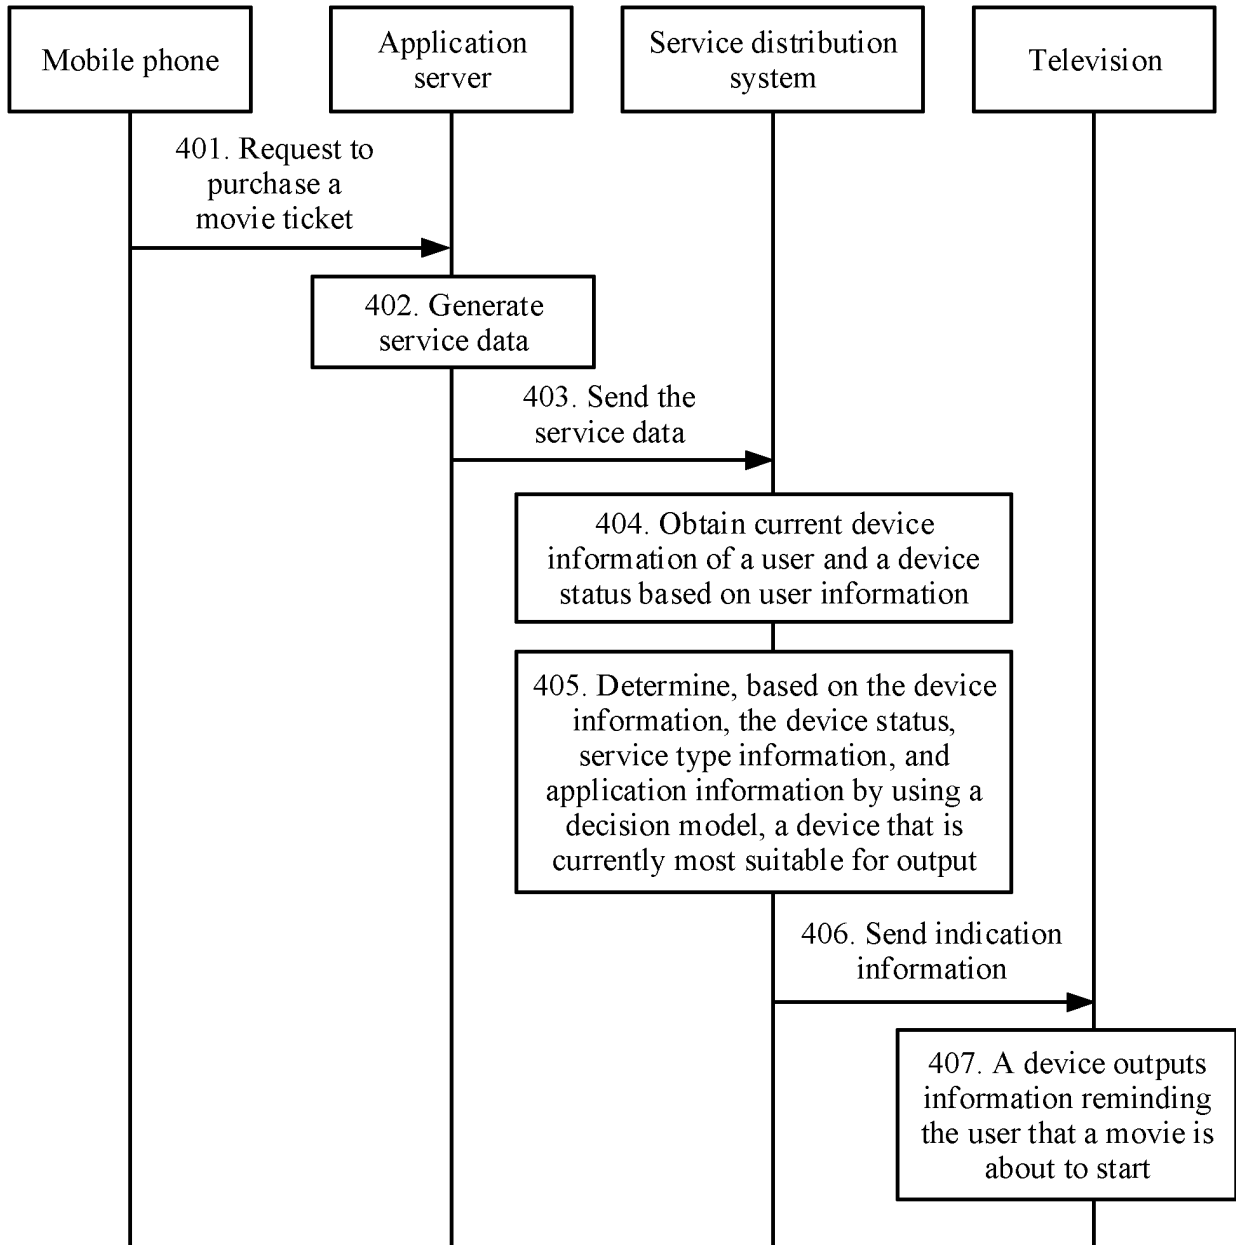 Mobile phone
Application
server
Service distribution
system
Television
401. Request to
purchase a
movie ticket
402. Generate
service data
403. Send the
service data
404. Obtain current device
information of a user and a device
status based on user information
405. Determine, based on the device
information, the device status,
service type information, and
application information by using a
decision model, a device that is
currently most suitable for output
406. Send indication
information
407. A device outputs
information reminding
the user that a movie is
about to start